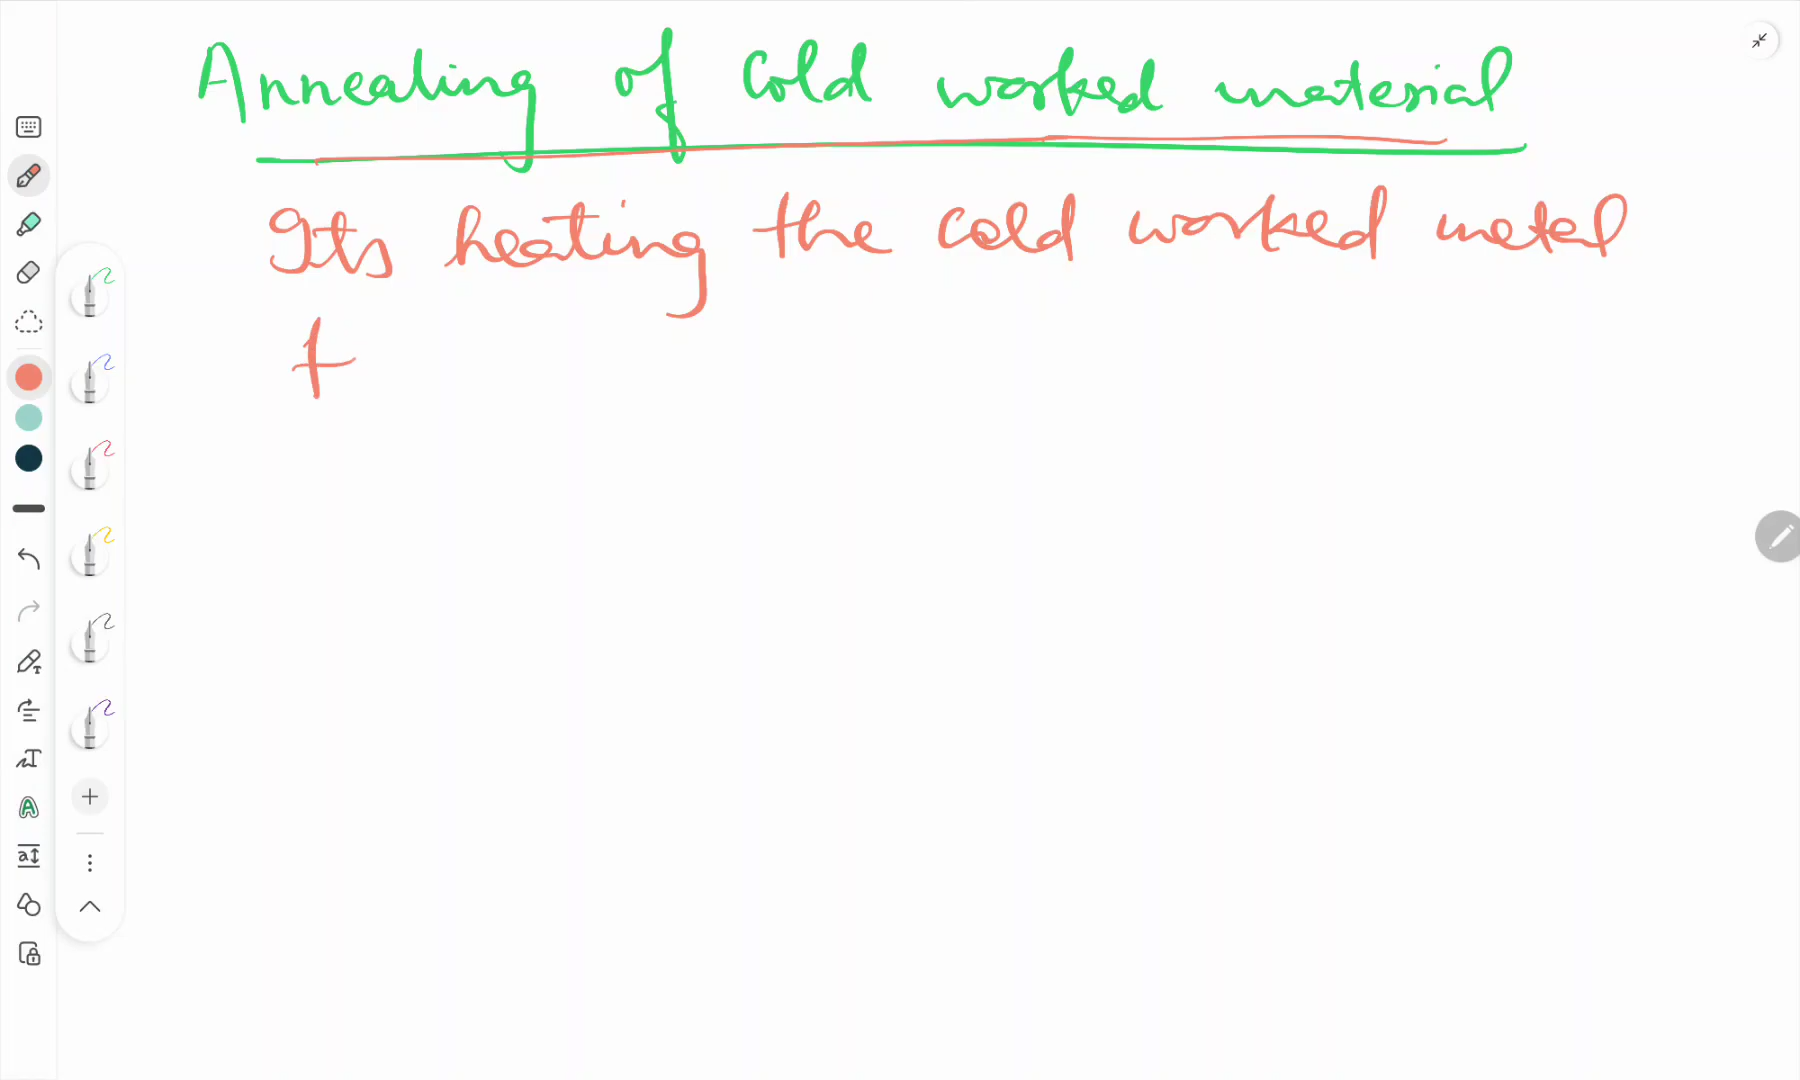 Annealing of cold worked material
Its heating the cold worked metal
t